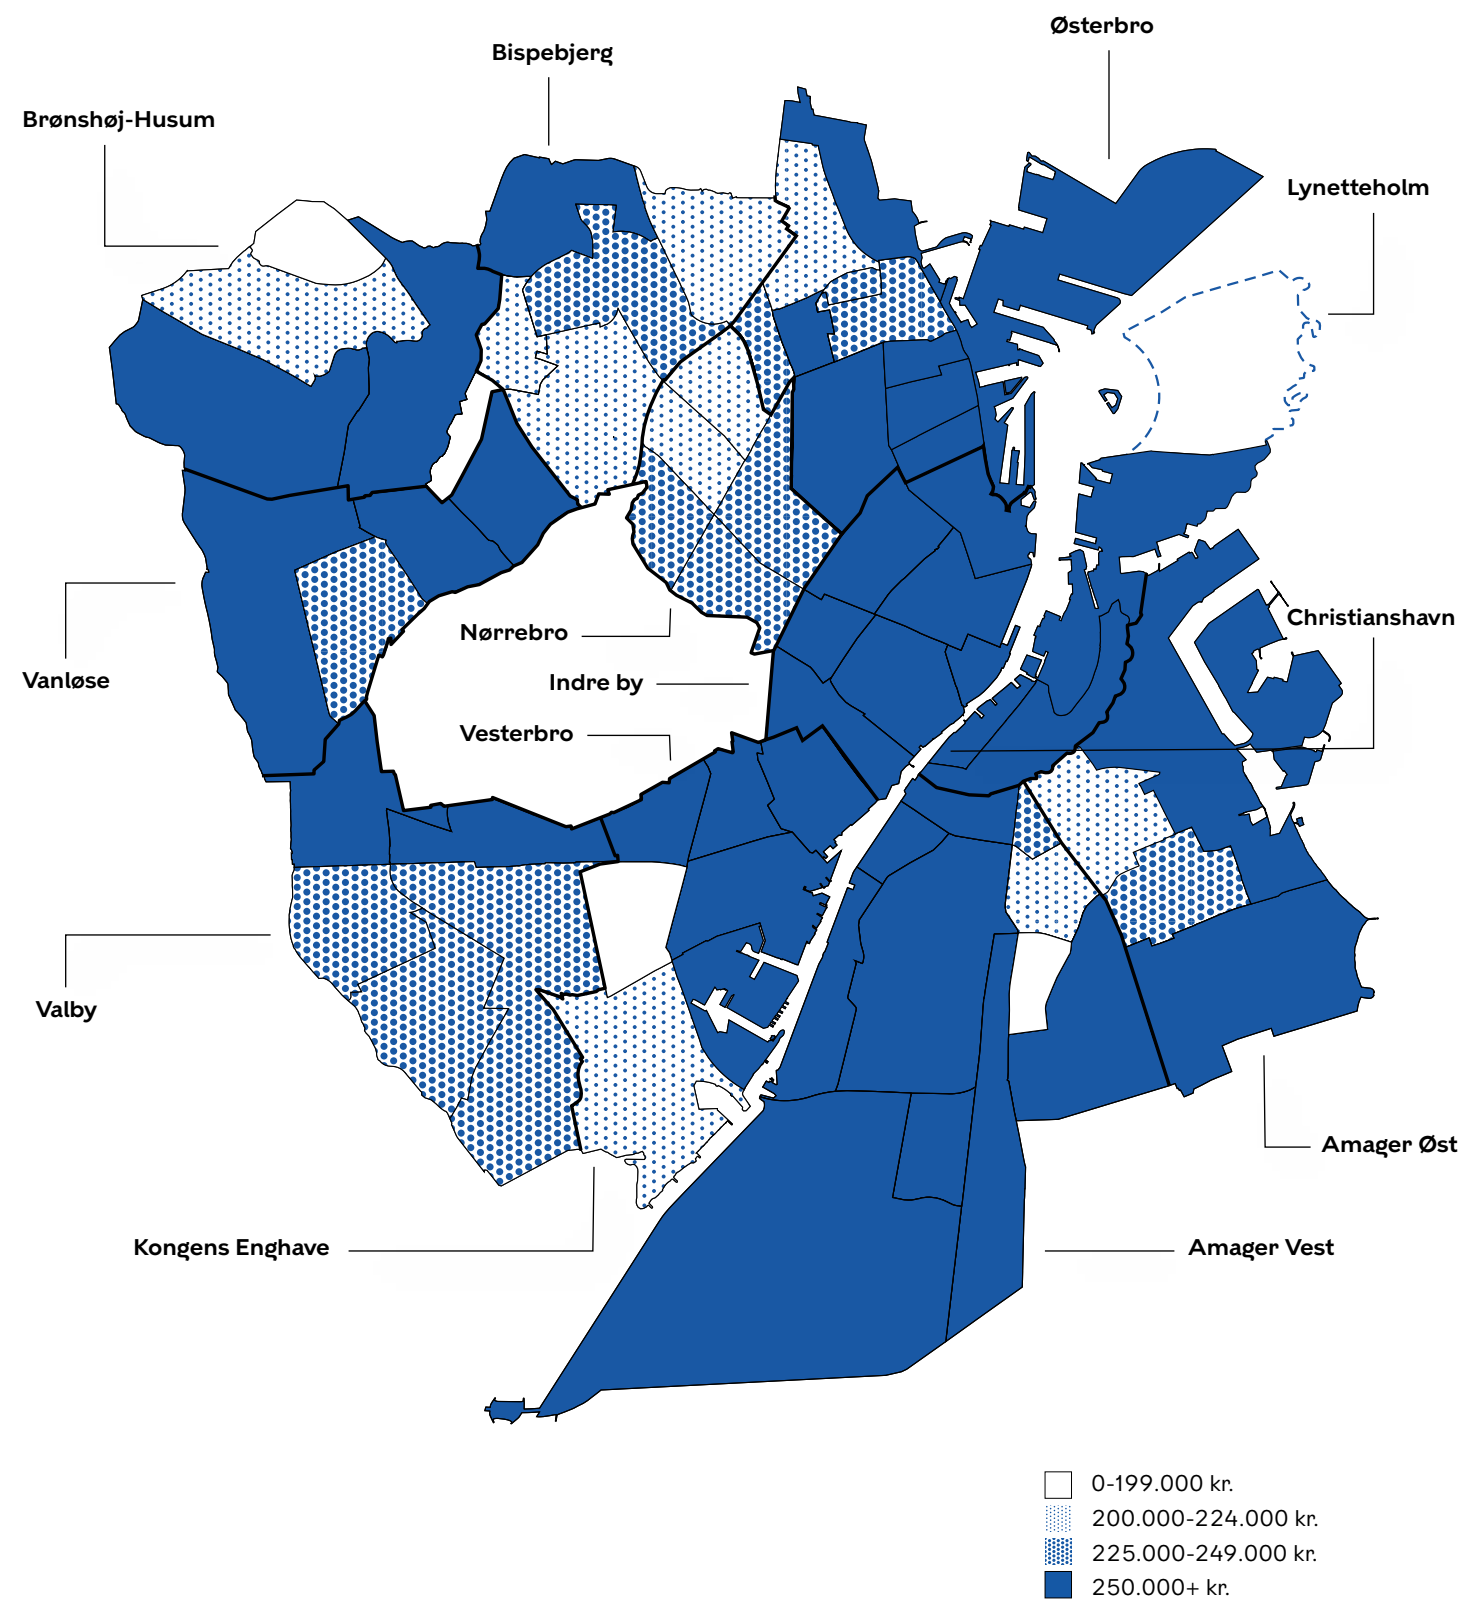 Østerbro
Bispebjerg
Brønshøj-Husum
Lynetteholm
Christianshavn
Nørrebro
Vanløse
Indre by
Vesterbro
Valby
Amager Øst
Kongens Enghave
Amager Vest
0-199.000 kr.
200.000-224.000 kr.
225.000-249.000 kr.
250.000+ kr.